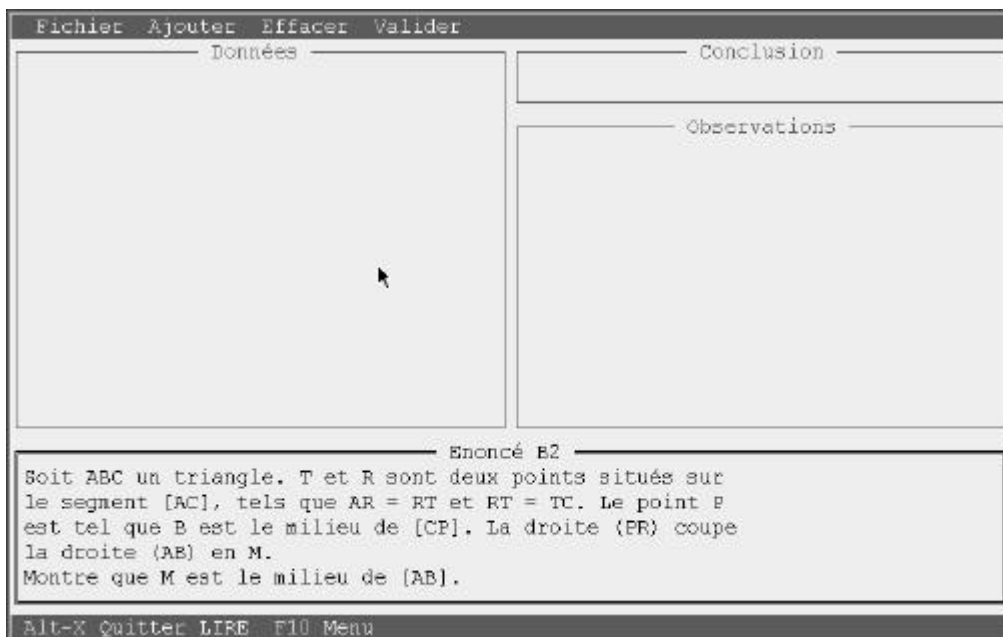 Fichier Ajouter Effacer Valider
Données
Conclusion
Observations
Enoncé B2
Soit ABC un triangle. T et R sont deux points situés sur
le segment [AC], tels que AR = RT et RT = TC. Le point P
est tel que B est le milieu de [CP]. La droite (PR) coupe
la droite (AB) en M.
Montre que M est le milieu de [AB].
Alt-X Quitter LIRE F10 Menu